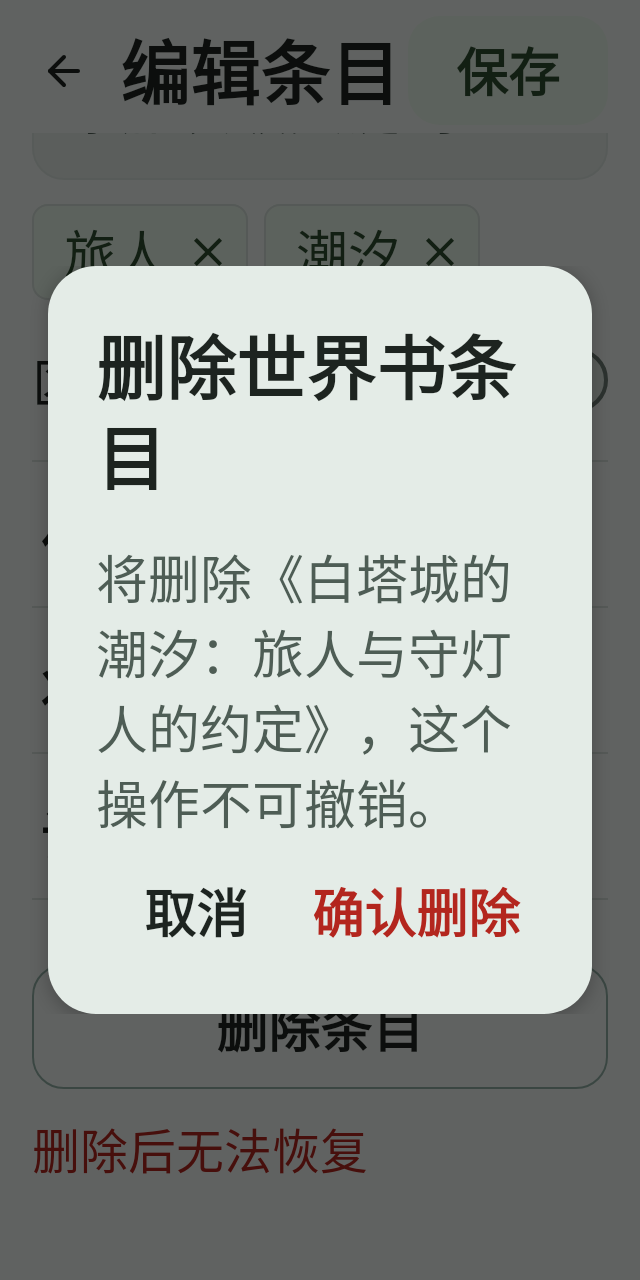 编辑条目
保存
旅人
潮汐
删除世界书条
目
将删除《白塔城的
潮汐：旅人与守灯
人的约定》，这个
操作不可撤销。
取消
确认删除
删除条目
删除后无法恢复